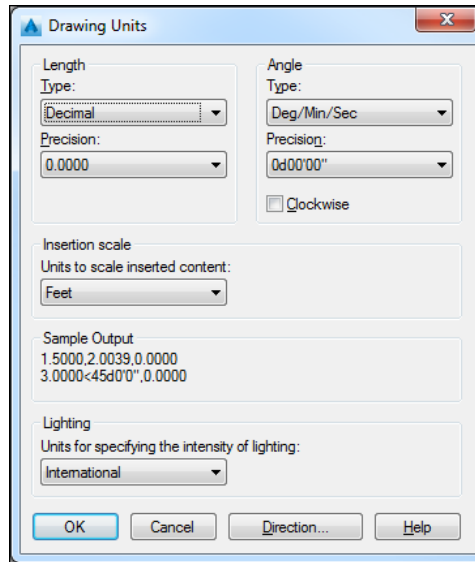 Drawing Units
Length
Type:
Decimal
Precision:
0.0000
Angle
Type:
Deg/Min/Sec
Precision:
0d00'00"
Clockwise
Insertion scale
Units to scale inserted content:
Feet
Sample Output
1.5000,2.0039,0.0000
3.0000<45d0'0",0.0000
Lighting
Units for specifying the intensity of lighting:
International
OK
Cancel
Direction...
Help